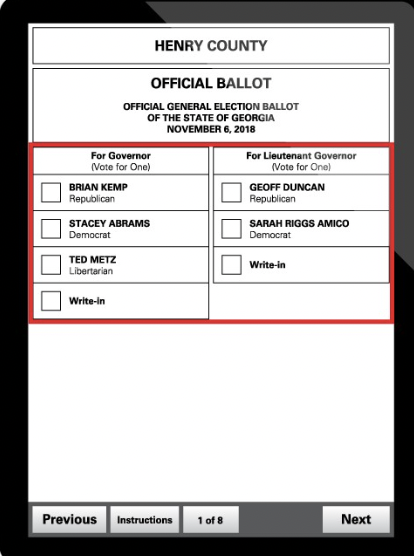 HENRY COUNTY
OFFICIAL BALLOT
OFFICIAL GENERAL ELECTION BALLOT
OF THE STATE OF GEORGIA
NOVEMBER 6, 2018
For Governor
(Vote for One)
BRIAN KEMP
Republican
STACEY ABRAMS
Democrat
TED METZ
Libertarian
Write-in
For Lieutenant Governor
(Vote for One)
GEOFF DUNCAN
Republican
SARAH RIGGS AMICO
Democrat
Write-in
Previous
Instructions
1 of 8
Next